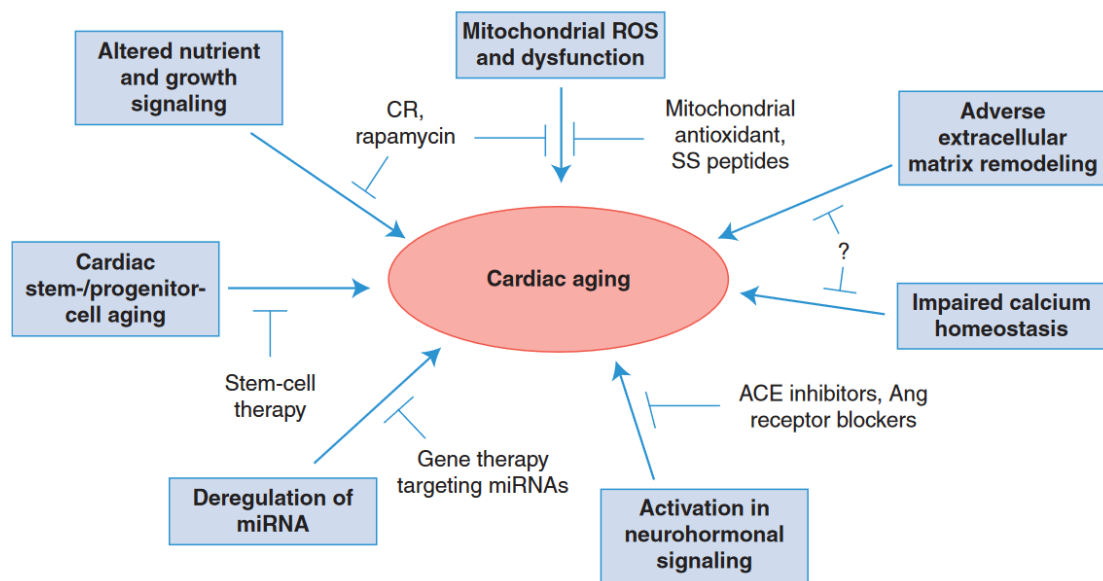 Altered nutrient
and growth
signaling
Mitochondrial ROS
and dysfunction
CR,
rapamycin
Mitochondrial
antioxidant,
SS peptides
Adverse
extracellular
matrix remodeling
Cardiac
stem-/progenitor-
cell aging
Cardiac aging
?
Impaired calcium
homeostasis
Stem-cell
therapy
ACE inhibitors, Ang
receptor blockers
Gene therapy
targeting miRNAs
Deregulation of
miRNA
Activation in
neurohormonal
signaling